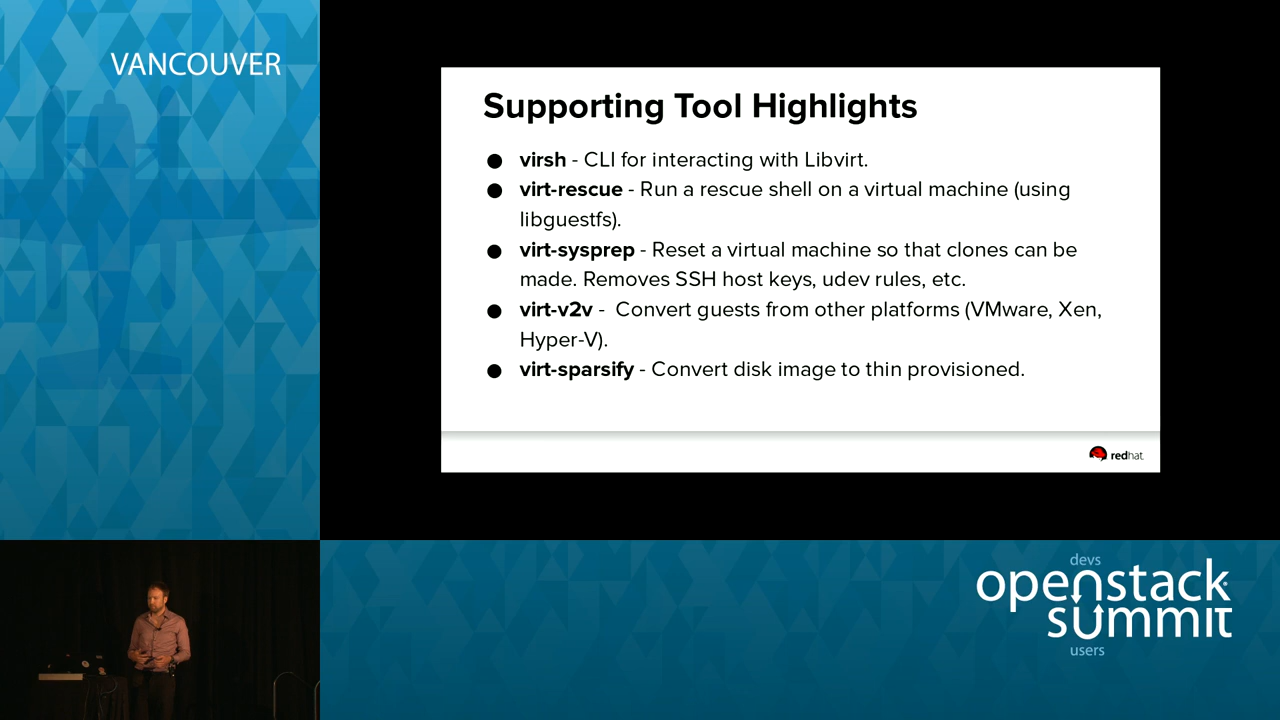 VANCOUVER
Supporting Tool Highlights
● virsh - CLI for interacting with Libvirt.
● virt-rescue - Run a rescue shell on a virtual machine (using
libguestfs).
● virt-sysprep - Reset a virtual machine so that clones can be
made. Removes SSH host keys, udev rules, etc.
● virt-v2v -  Convert guests from other platforms (VMware, Xen,
Hyper-V).
● virt-sparsify - Convert disk image to thin provisioned.
redhat
devs
openstack
summit
users